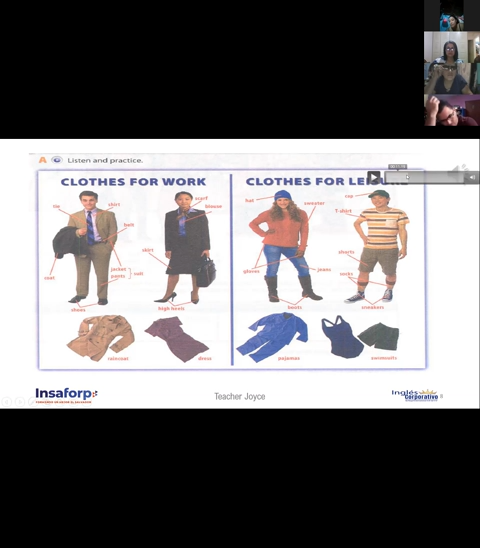 A Listen and practice.
CLOTHES FOR WORK
CLOTHES FOR LEISURE
tie
shirt
belt
jacket
pants
suit
coat
shoes
scarf
blouse
skirt
high heels
raincoat
dress
hat
sweater
gloves
jeans
boots
cap
T-shirt
shorts
socks
sneakers
pajamas
swimsuits
Insaforp
Teacher Joyce
Inglés
Corporativo